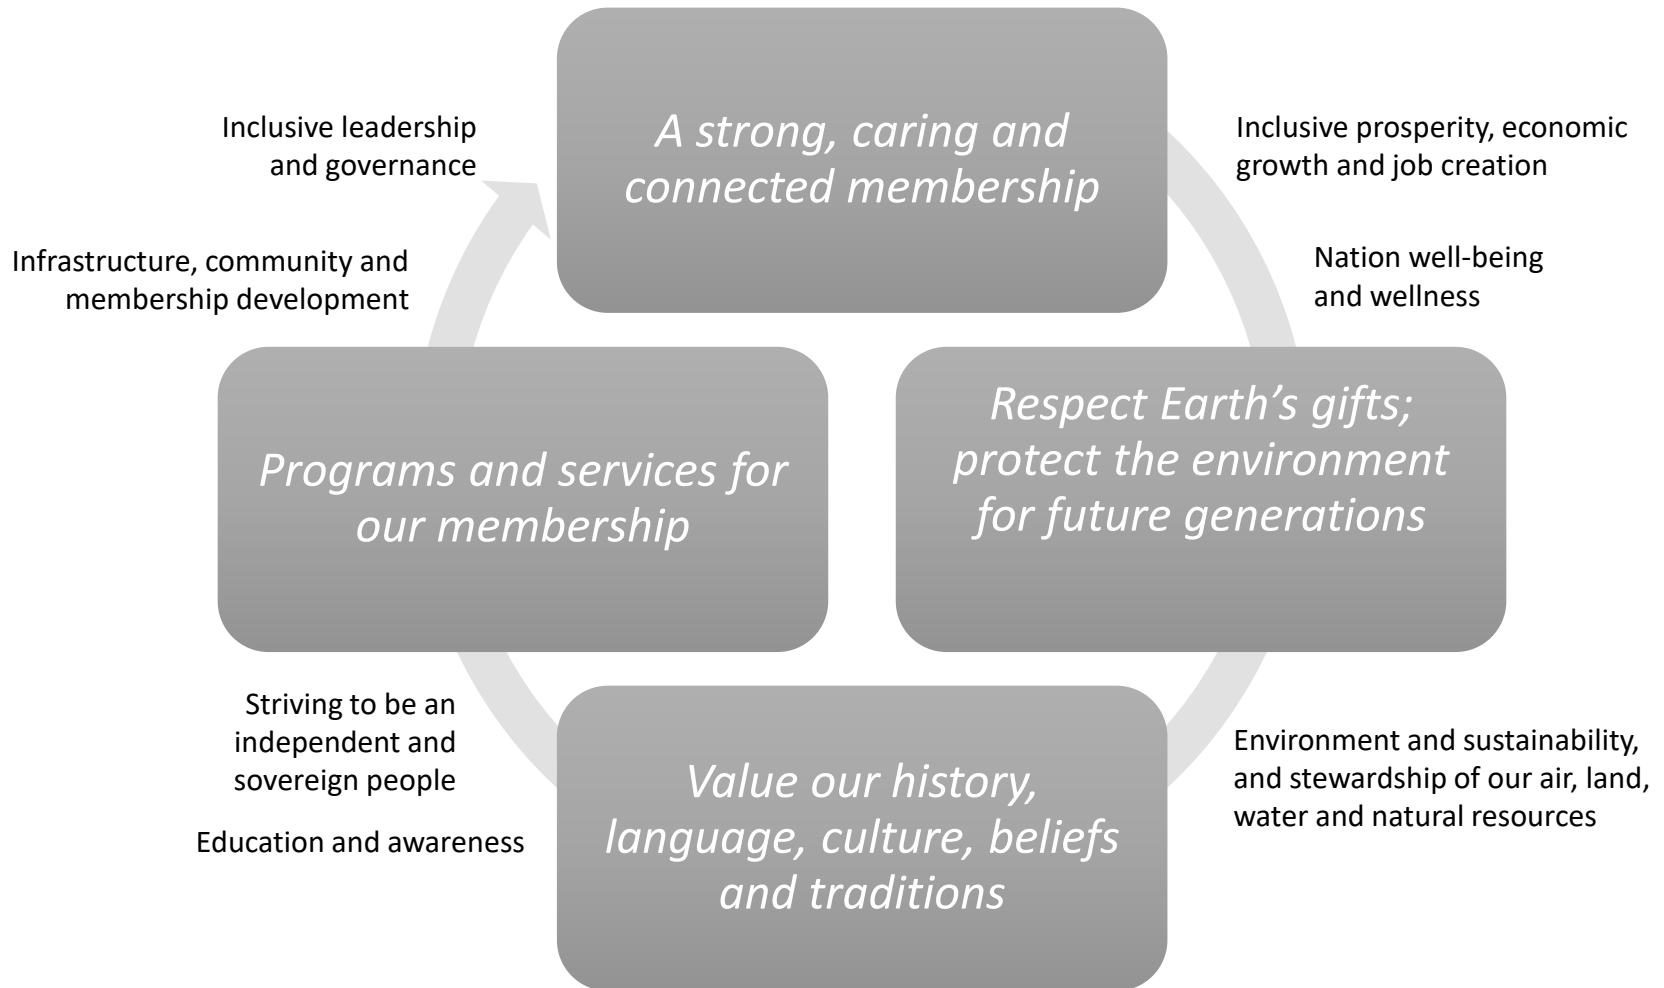 A strong, caring and
connected membership
Inclusive prosperity, economic
growth and job creation
Nation well-being
and wellness
Respect Earth’s gifts;
protect the environment
for future generations
Environment and sustainability,
and stewardship of our air, land,
water and natural resources
Value our history,
language, culture, beliefs
and traditions
Striving to be an
independent and
sovereign people
Education and awareness
Programs and services for
our membership
Infrastructure, community and
membership development
Inclusive leadership
and governance